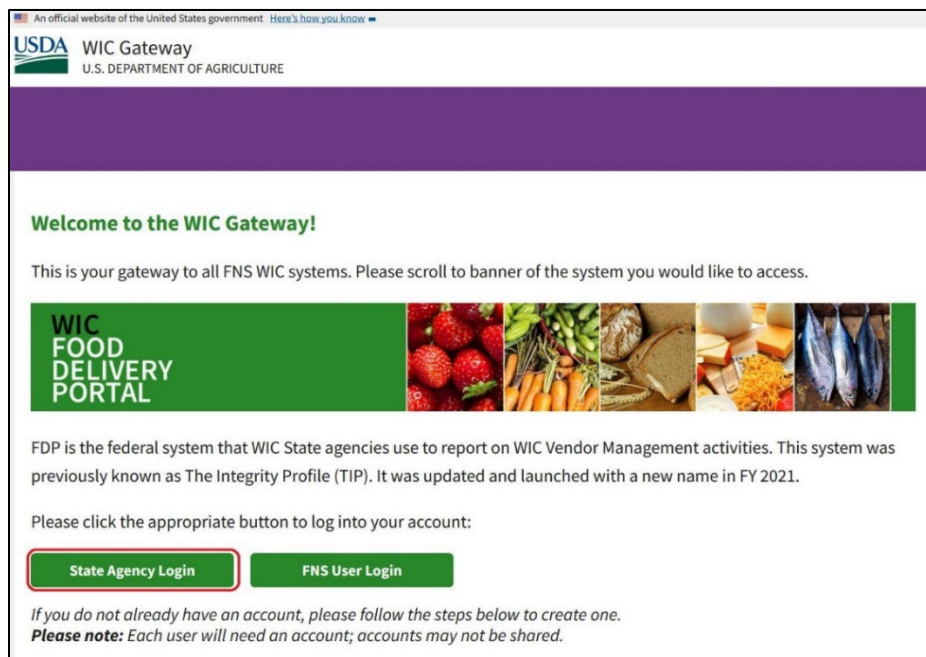 An official website of the United States government Here's how you know
USDA
WIC Gateway
U.S. DEPARTMENT OF AGRICULTURE
Welcome to the WIC Gateway!
This is your gateway to all FNS WIC systems. Please scroll to banner of the system you would like to access.
WIC
FOOD
DELIVERY
PORTAL
FDP is the federal system that WIC State agencies use to report on WIC Vendor Management activities. This system was
previously known as The Integrity Profile (TIP). It was updated and launched with a new name in FY 2021.
Please click the appropriate button to log into your account:
State Agency Login FNS User Login
If you do not already have an account, please follow the steps below to create one.
Please note: Each user will need an account; accounts may not be shared.